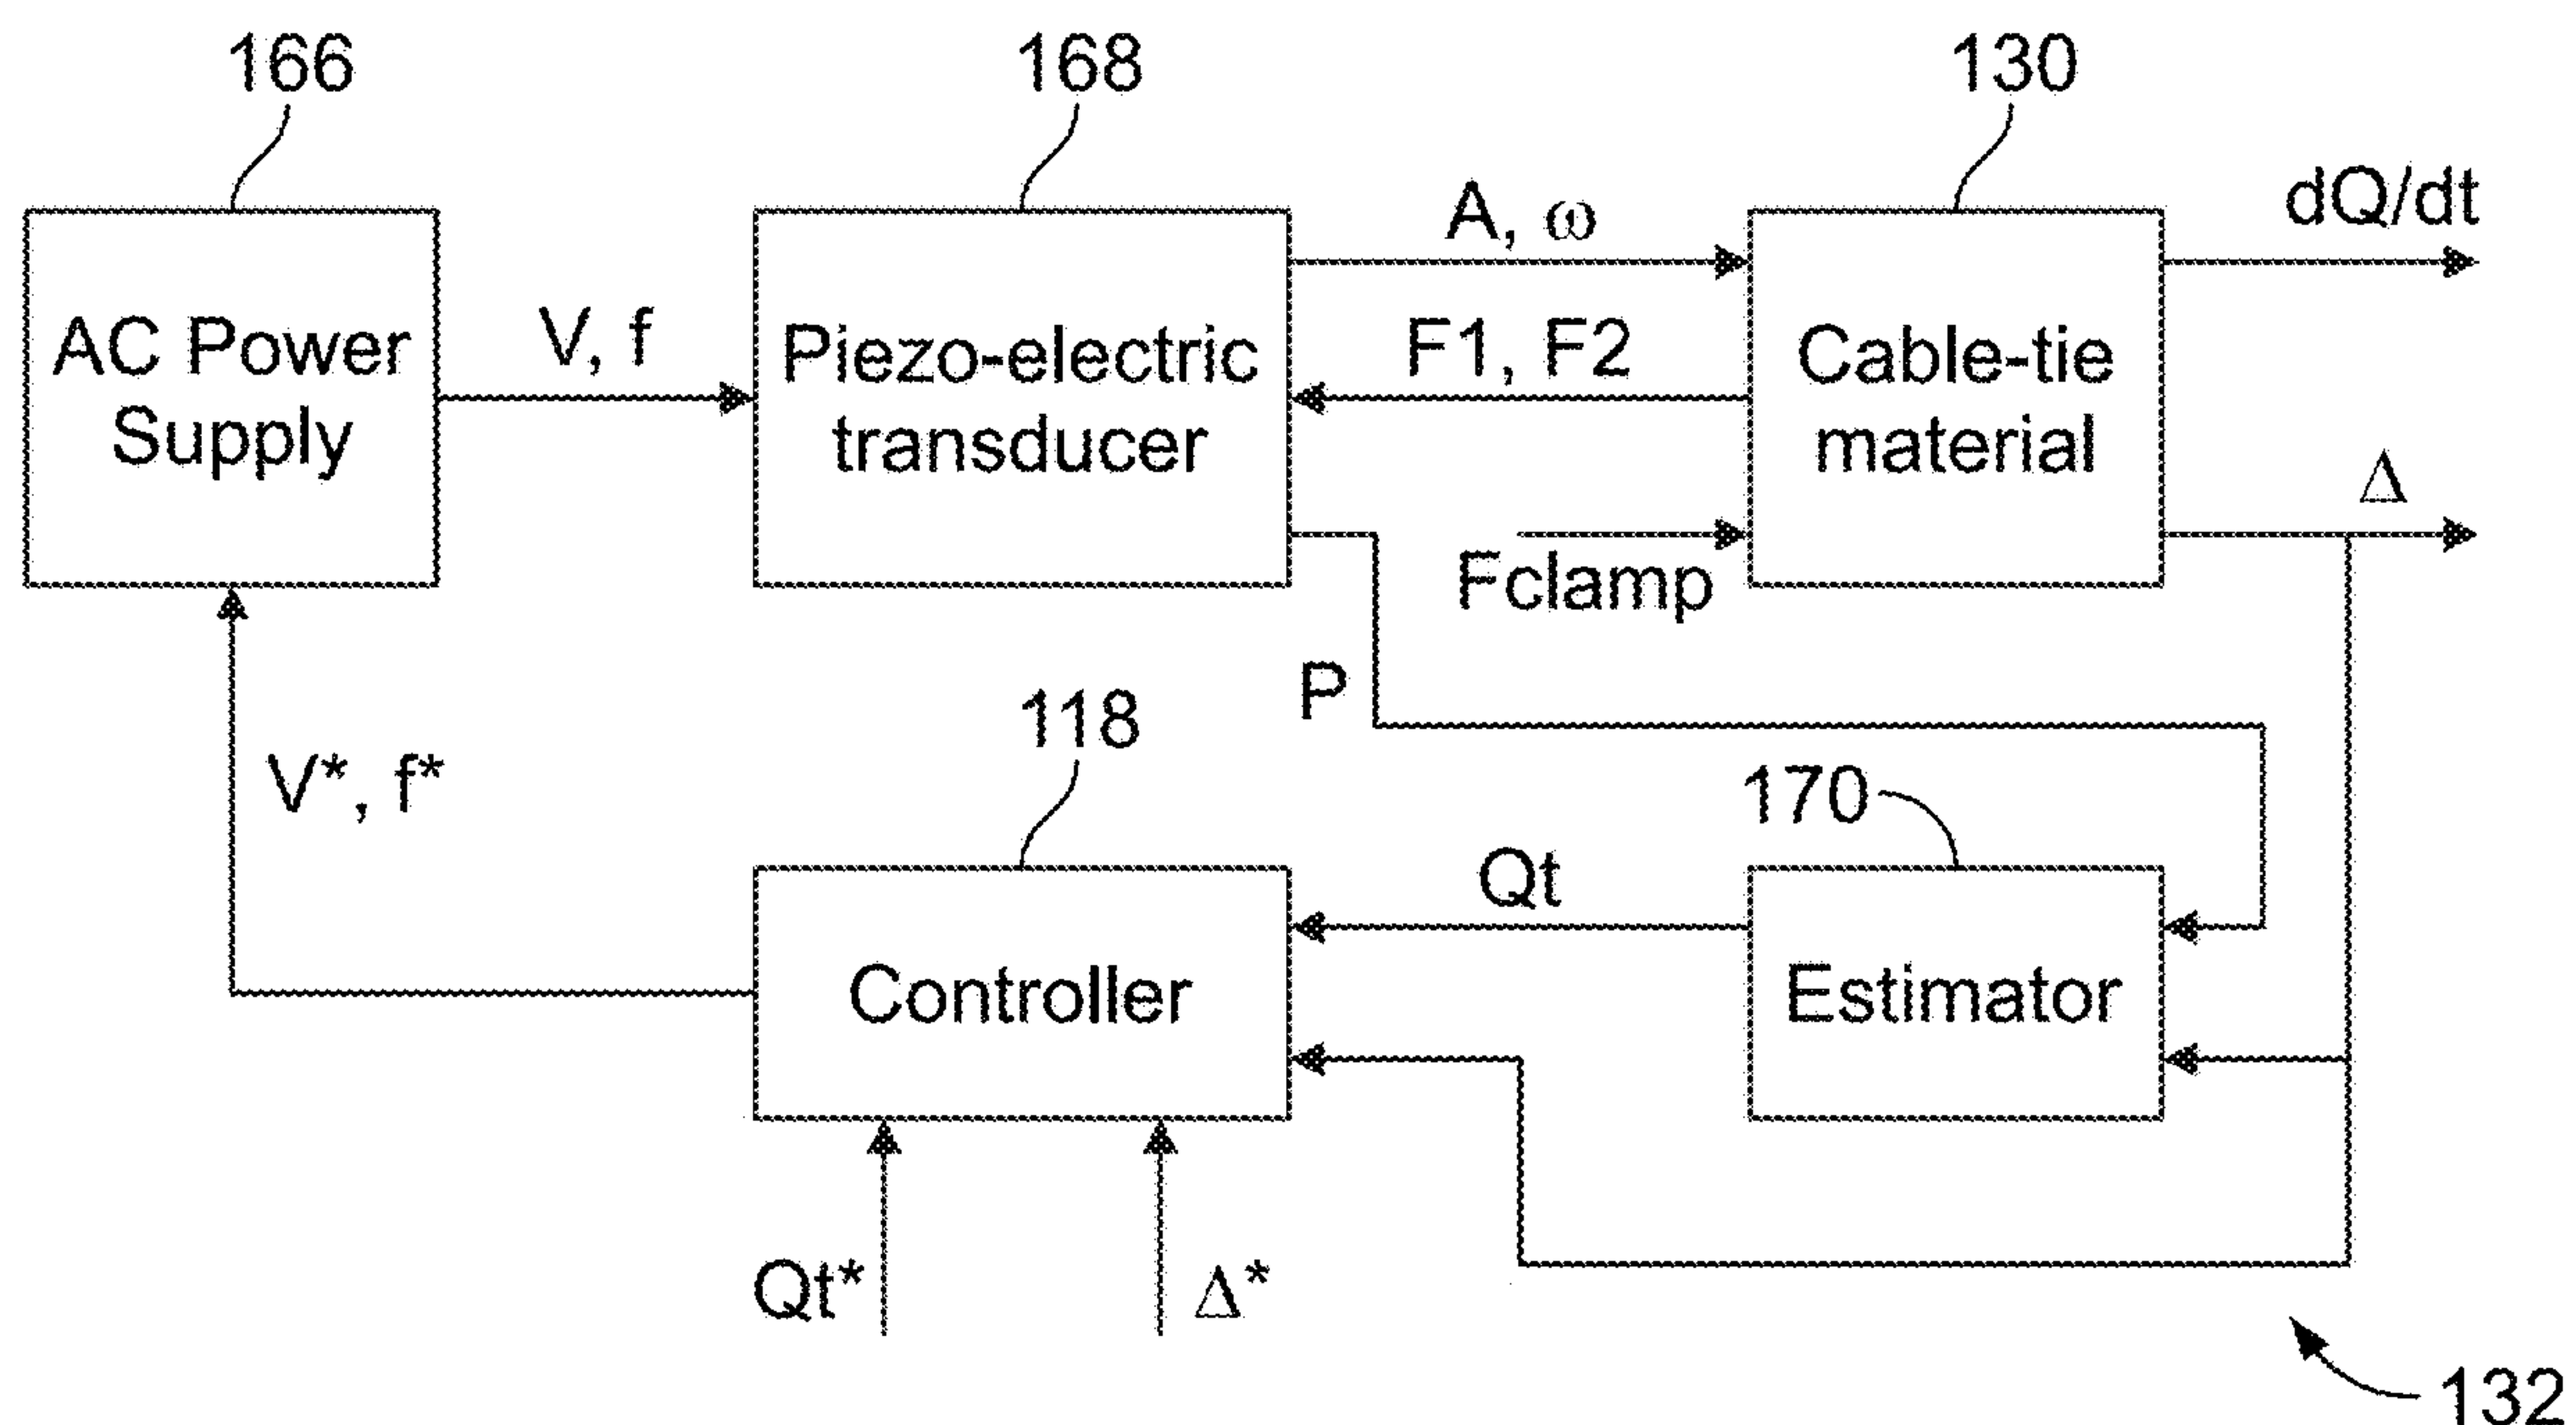 166
168
130
AC Power
Supply
V, f
Piezo-electric
transducer
A, ω
F1, F2
Fclamp
Cable-tie
material
dQ/dt
Δ
P
V*, f*
118
Controller
Qt
170
Estimator
Qt*
Δ*
132